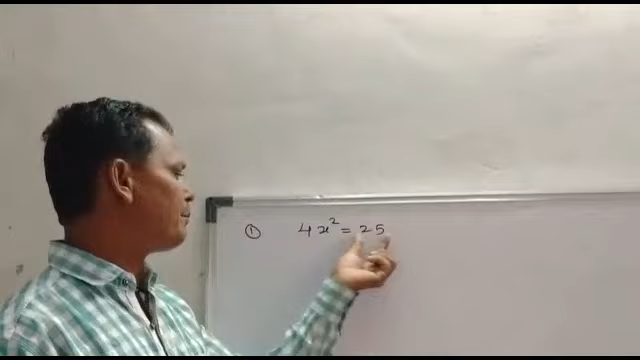 ① 4x² = 25